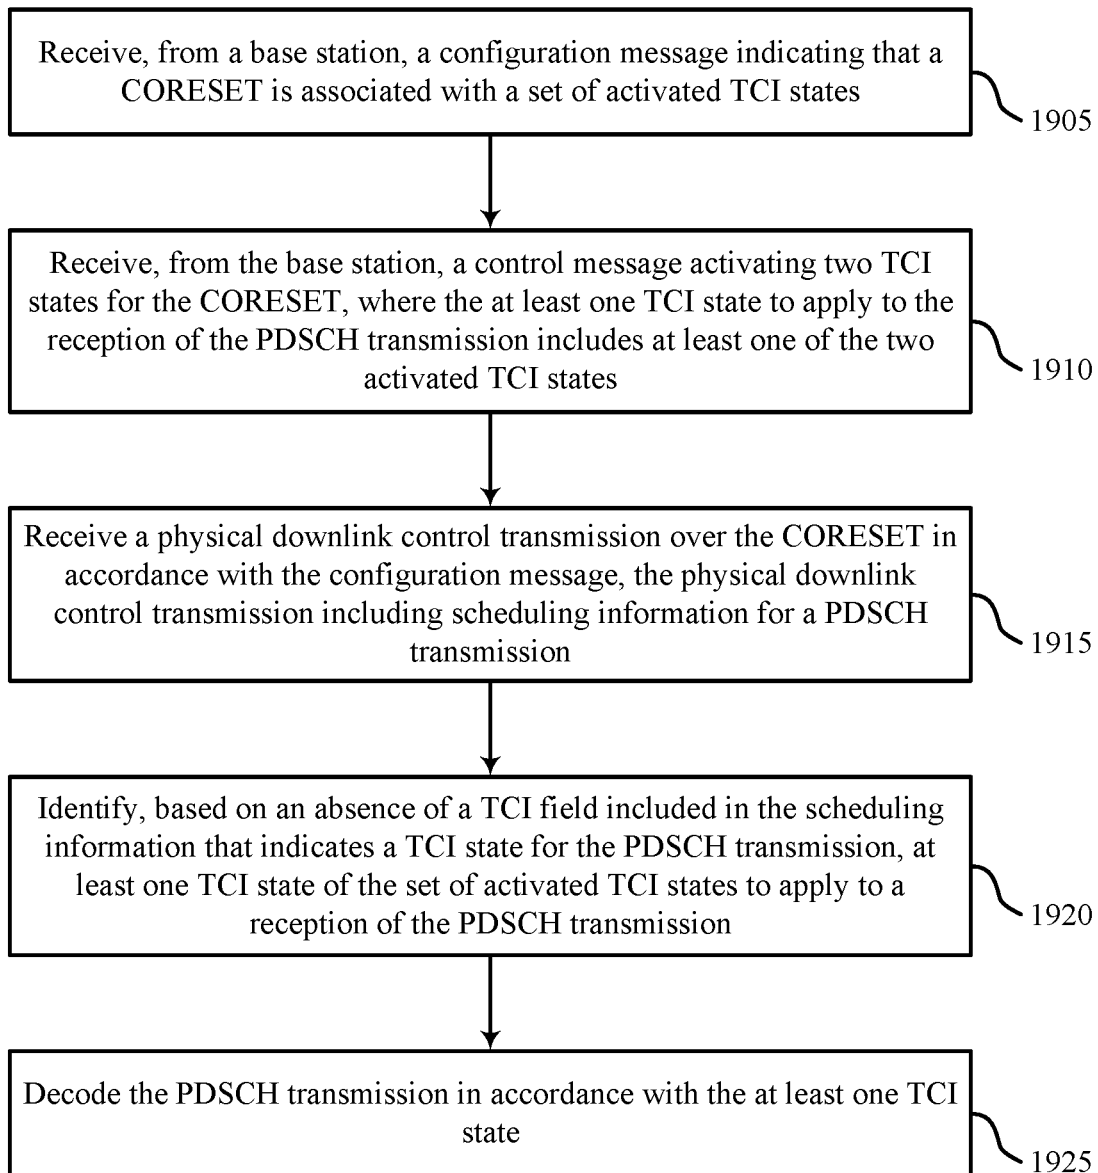 Receive, from a base station, a configuration message indicating that a
CORESET is associated with a set of activated TCI states
1905
Receive, from the base station, a control message activating two TCI
states for the CORESET, where the at least one TCI state to apply to the
reception of the PDSCH transmission includes at least one of the two
activated TCI states
1910
Receive a physical downlink control transmission over the CORESET in
accordance with the configuration message, the physical downlink
control transmission including scheduling information for a PDSCH
transmission
1915
Identify, based on an absence of a TCI field included in the scheduling
information that indicates a TCI state for the PDSCH transmission, at
least one TCI state of the set of activated TCI states to apply to a
reception of the PDSCH transmission
1920
Decode the PDSCH transmission in accordance with the at least one TCI
state
1925